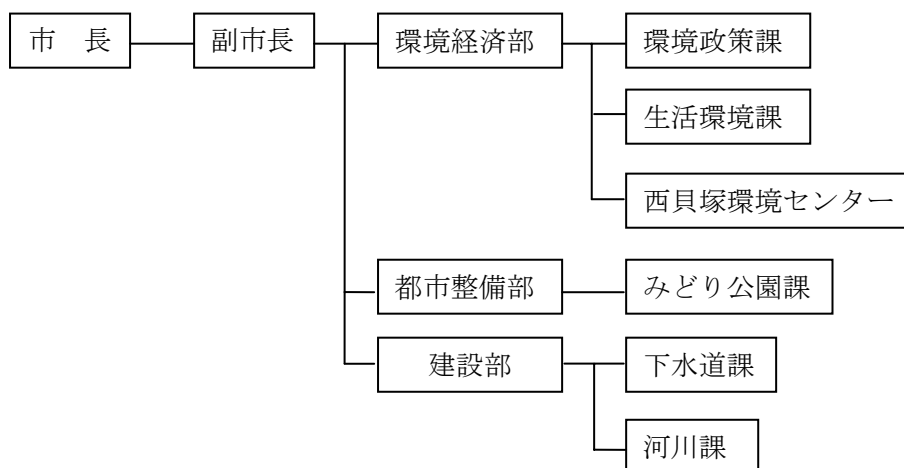 市　長
副市長
環境経済部
環境政策課
生活環境課
西貝塚環境センター
都市整備部
みどり公園課
建設部
下水道課
河川課